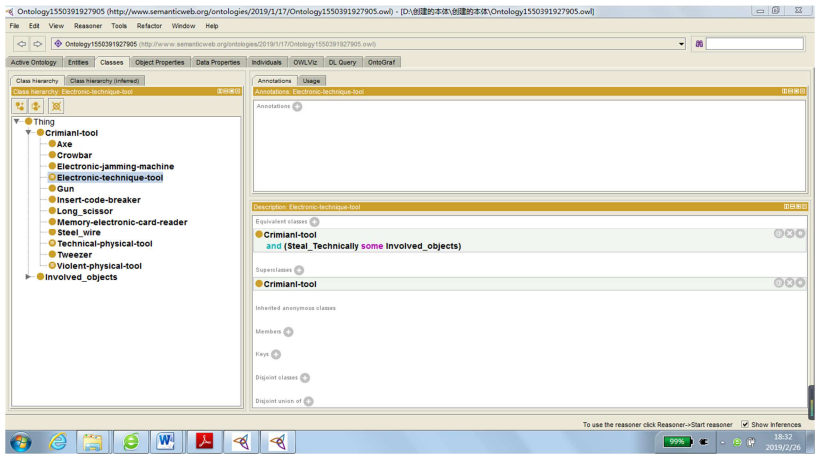 Ontology1550391927905 (http://www.semanticweb.org/ontologies/2019/1/17/Ontology1550391927905.owl) - [D:\创建的本体\创建的本体\Ontology1550391927905.owl]
File Edit View Reasoner Tools Refactor Window Help
Ontology1550391927905 (http://www.semanticweb.org/ontologies/2019/1/17/Ontology1550391927905.owl)
Active Ontology Entities Classes Object Properties Data Properties Individuals OWLViz DL Query OntoGraf
Class hierarchy Class hierarchy (inferred)
Class hierarchy: Electronic-technique-tool
Thing
Crimianl-tool
Axe
Crowbar
Electronic-jamming-machine
Electronic-technique-tool
Gun
Insert-code-breaker
Long_scissor
Memory-electronic-card-reader
Steel_wire
Technical-physical-tool
Tweezer
Violent-physical-tool
Involved_objects
Annotations Usage
Annotations: Electronic-technique-tool
Annotations
Description: Electronic-technique-tool
Equivalent classes
Crimianl-tool
and (Steal_Technically some Involved_objects)
Superclasses
Crimianl-tool
Inherited anonymous classes
Members
Keys
Disjoint classes
Disjoint union of
To use the reasoner click Reasoner->Start reasoner Show Inferences
99%
18:32
2019/2/26